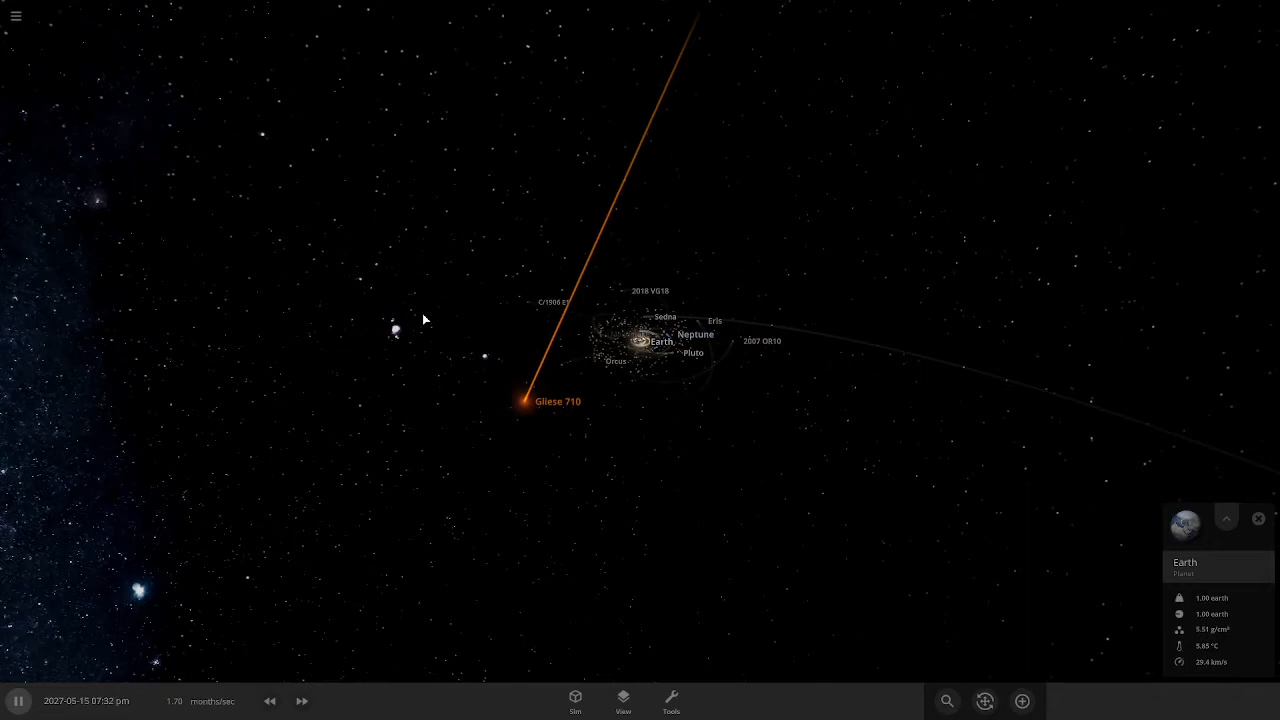 2018 VG18
C/1906 E1
Sedna
Eris
Neptune
Earth
2007 OR10
Pluto
Orcus
Gliese 710
Earth
Planet
1.00 earth
1.00 earth
5.51 g/cm³
5.85 °C
29.4 km/s
2027-05-15 07:32 pm
1.70 months/sec
Sim
View
Tools